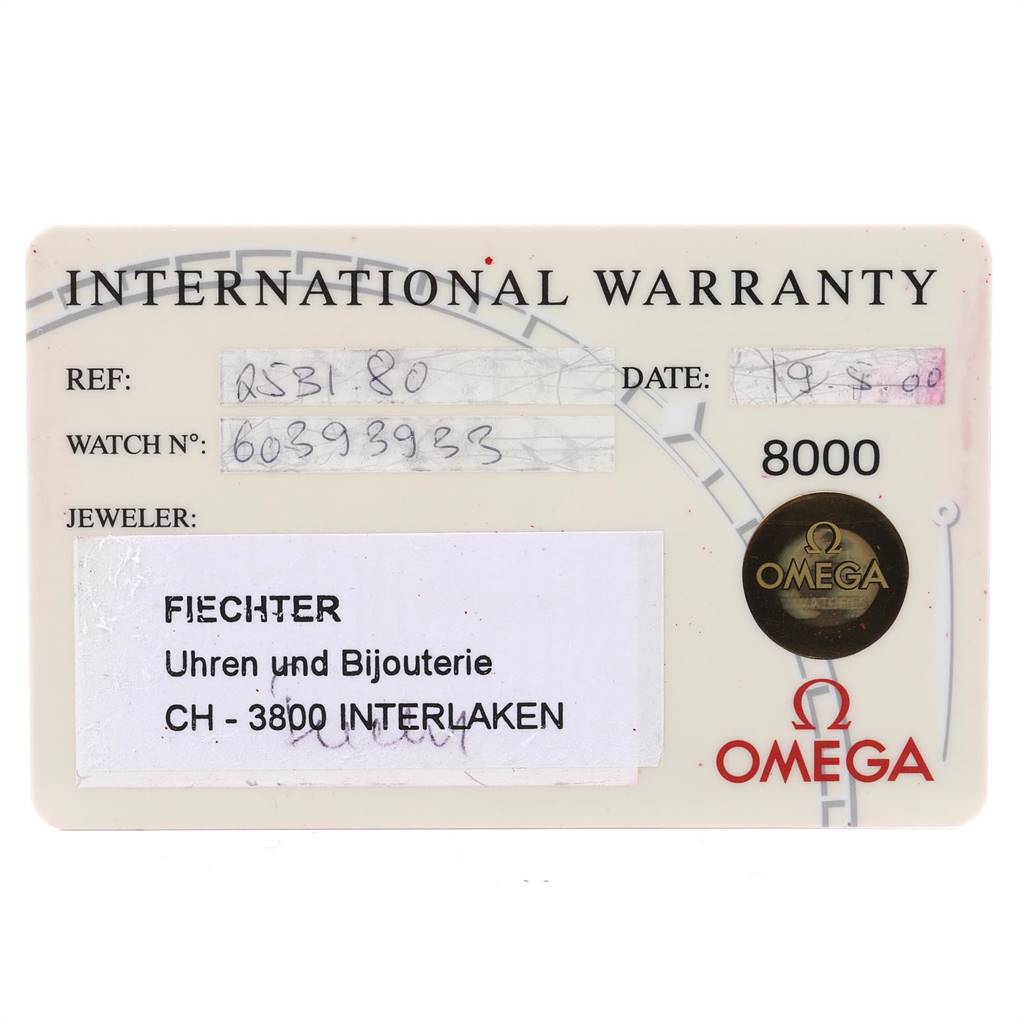 INTERNATIONAL WARRANTY
REF: 2531.80 DATE: 19.5.00
WATCH N°: 60393933
8000
JEWELER:
Ω
OMEGA
FIECHTER
Uhren und Bijouterie
CH - 3800 INTERLAKEN
Ω
OMEGA